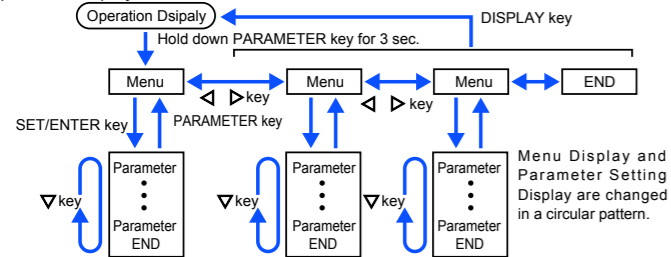 Operation Dsipaly
DISPLAY key
Hold down PARAMETER key for 3 sec.
Menu
Menu
Menu
END
key
key
SET/ENTER key
PARAMETER key
Parameter
Parameter
END
key
Parameter
Parameter
END
key
Parameter
Parameter
END
key
Menu Display and
Parameter Setting
Display are changed
in a circular pattern.